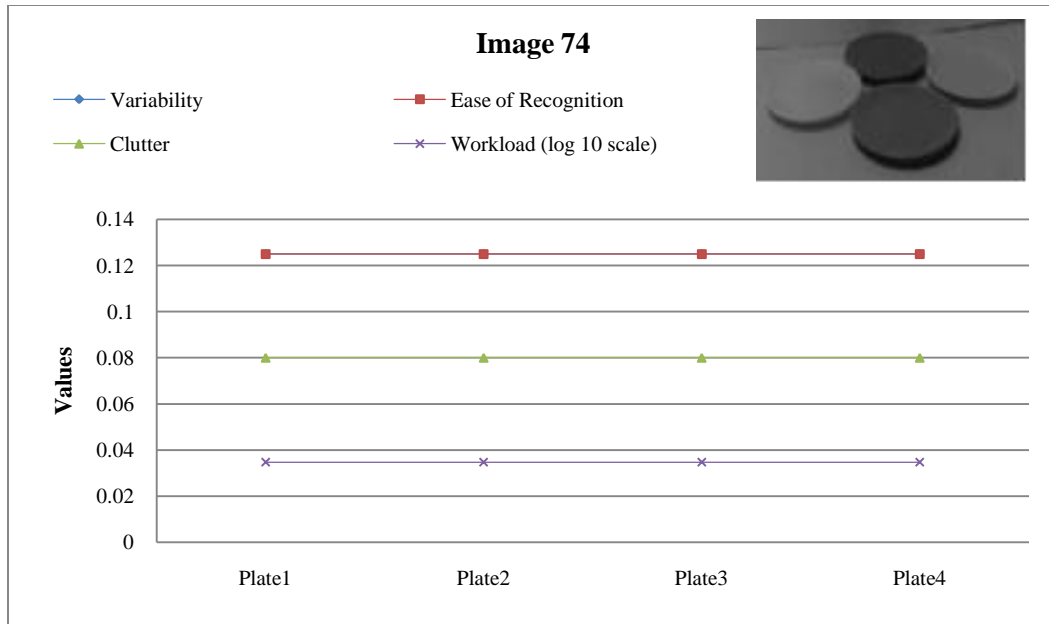 Image 74
Variability
Ease of Recognition
Clutter
Workload (log 10 scale)
Values
0.14
0.12
0.1
0.08
0.06
0.04
0.02
0
Plate1 Plate2 Plate3 Plate4